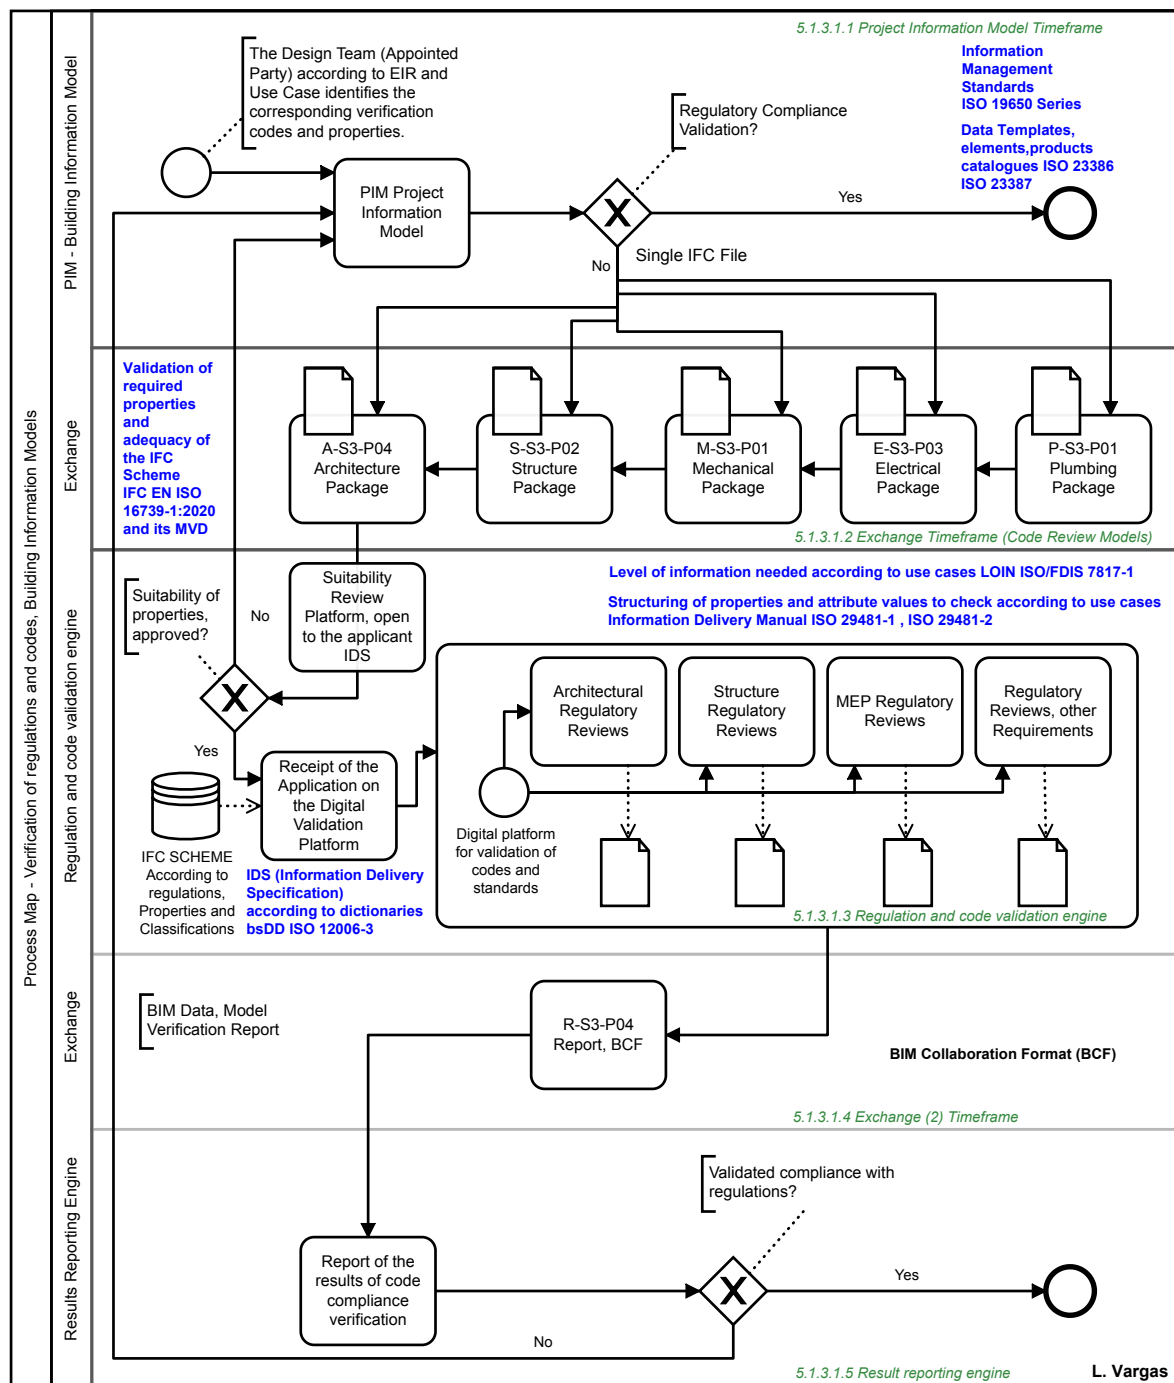 Process Map - Verification of regulations and codes, Building Information Models
PIM - Building Information Model
5.1.3.1.1 Project Information Model Timeframe
The Design Team (Appointed
Party) according to EIR and
Use Case identifies the
corresponding verification
codes and properties.
Regulatory Compliance
Validation?
Information
Management
Standards
ISO 19650 Series
Data Templates,
elements,products
catalogues ISO 23386
ISO 23387
PIM Project
Information
Model
X
Yes
No
Single IFC File
Exchange
Validation of
required
properties
and
adequacy of
the IFC
Scheme
IFC EN ISO
16739-1:2020
and its MVD
A-S3-P04
Architecture
Package
S-S3-P02
Structure
Package
M-S3-P01
Mechanical
Package
E-S3-P03
Electrical
Package
P-S3-P01
Plumbing
Package
5.1.3.1.2 Exchange Timeframe (Code Review Models)
Regulation and code validation engine
Suitability of
properties,
approved?
No
Suitability
Review
Platform, open
to the applicant
IDS
Level of information needed according to use cases LOIN ISO/FDIS 7817-1
Structuring of properties and attribute values to check according to use cases
Information Delivery Manual ISO 29481-1 , ISO 29481-2
X
Yes
Architectural
Regulatory
Reviews
Structure
Regulatory
Reviews
MEP Regulatory
Reviews
Regulatory
Reviews, other
Requirements
Receipt of the
Application on
the Digital
Validation
Platform
IFC SCHEME
According to
regulations,
Properties and
Classifications
IDS (Information Delivery
Specification)
according to dictionaries
bsDD ISO 12006-3
Digital platform
for validation of
codes and
standards
5.1.3.1.3 Regulation and code validation engine
Exchange
BIM Data, Model
Verification Report
R-S3-P04
Report, BCF
BIM Collaboration Format (BCF)
5.1.3.1.4 Exchange (2) Timeframe
Results Reporting Engine
Validated compliance with
regulations?
Report of the
results of code
compliance
verification
X
Yes
No
5.1.3.1.5 Result reporting engine
L. Vargas